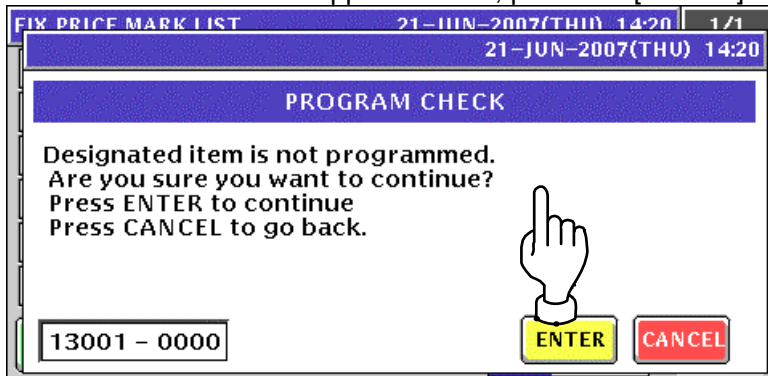 FIX PRICE MARK LIST 21-JUN-2007(THU) 14:20 1/1
21-JUN-2007(THU) 14:20
PROGRAM CHECK
Designated item is not programmed.
Are you sure you want to continue?
Press ENTER to continue
Press CANCEL to go back.
13001 - 0000 ENTER CANCEL